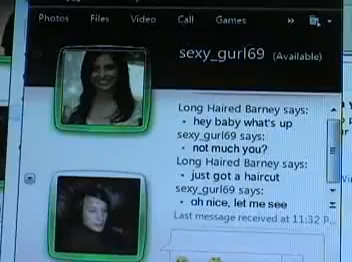 Photos Files Video Call Games »
sexy_gurl69 (Available)
Long Haired Barney says:
hey baby what's up
sexy_gurl69 says:
not much you?
Long Haired Barney says:
just got a haircut
sexy_gurl69 says:
oh nice, let me see
Last message received at 11:32 P...